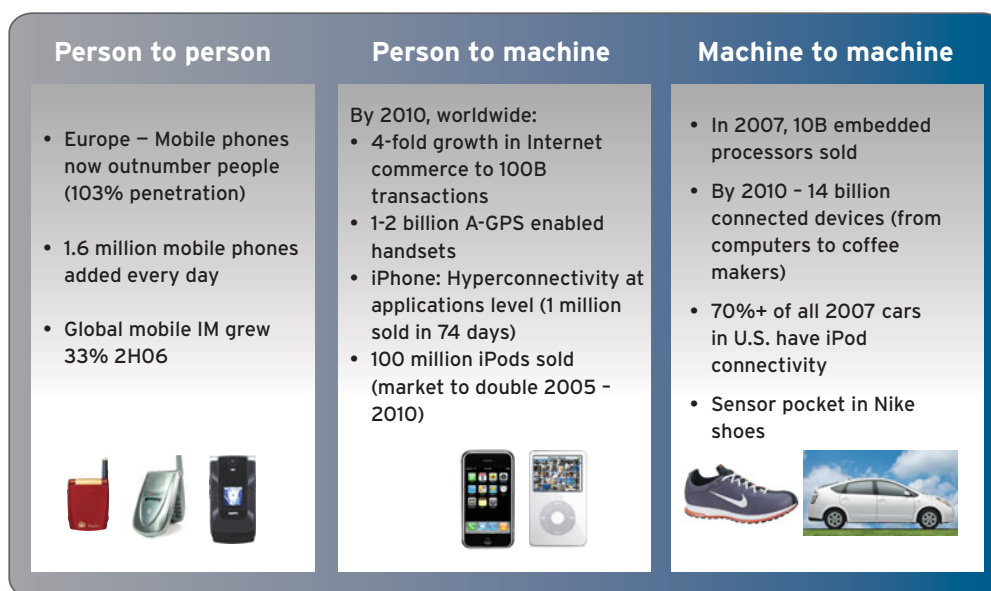 Person to person
• Europe – Mobile phones
now outnumber people
(103% penetration)
• 1.6 million mobile phones
added every day
• Global mobile IM grew
33% 2H06
Person to machine
By 2010, worldwide:
• 4-fold growth in Internet
commerce to 100B
transactions
• 1-2 billion A-GPS enabled
handsets
• iPhone: Hyperconnectivity at
applications level (1 million
sold in 74 days)
• 100 million iPods sold
(market to double 2005 –
2010)
Machine to machine
• In 2007, 10B embedded
processors sold
• By 2010 – 14 billion
connected devices (from
computers to coffee
makers)
• 70%+ of all 2007 cars
in U.S. have iPod
connectivity
• Sensor pocket in Nike
shoes